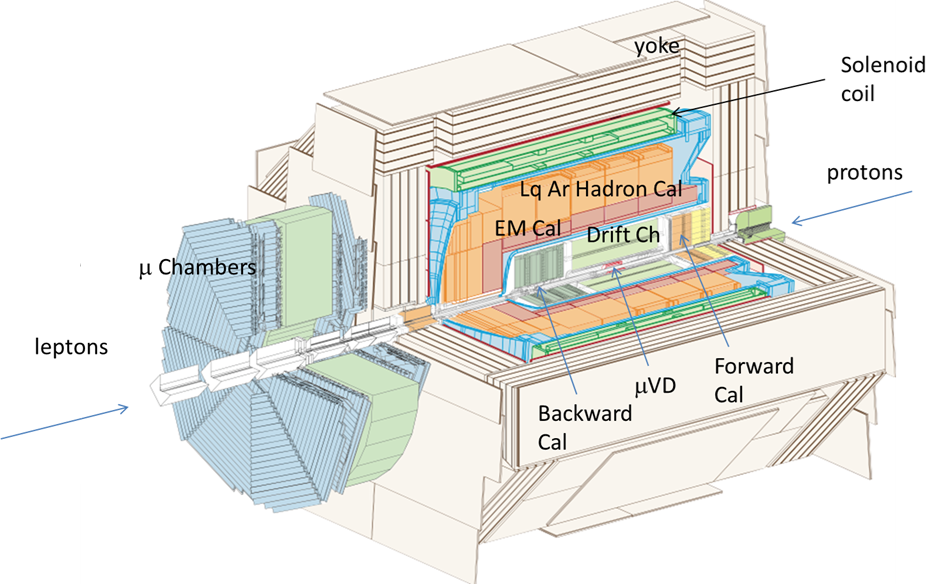 yoke
Solenoid
coil
Lq Ar Hadron Cal
protons
EM Cal
Drift Ch
μ Chambers
leptons
Forward
Cal
μVD
Backward
Cal